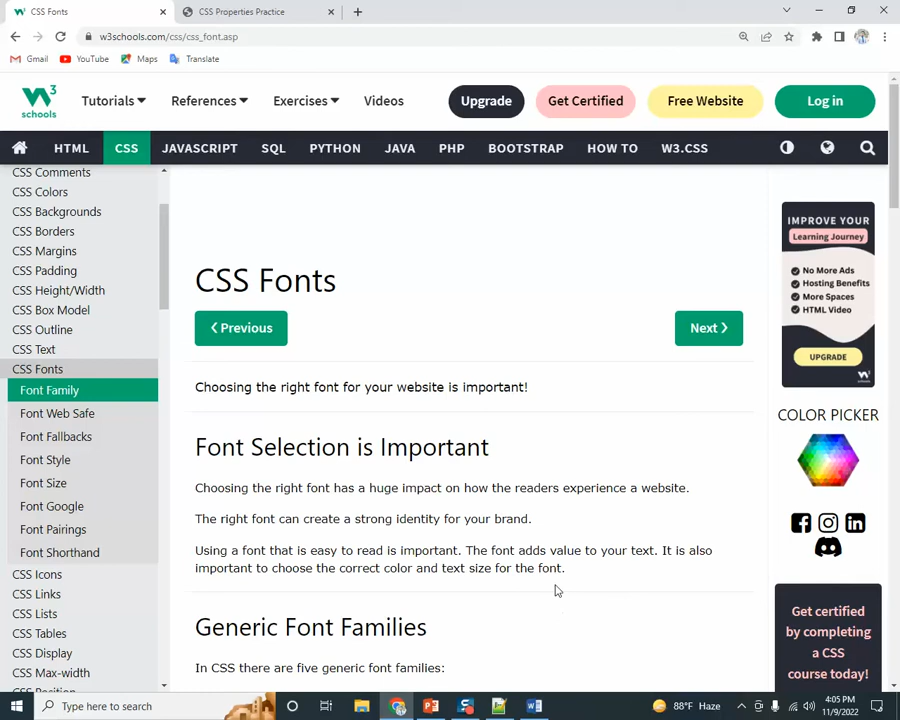 CSS Fonts
CSS Properties Practice
w3schools.com/css/css_font.asp
Gmail YouTube Maps Translate
W3 schools
Tutorials References Exercises Videos Upgrade Get Certified Free Website Log in
HTML CSS JAVASCRIPT SQL PYTHON JAVA PHP BOOTSTRAP HOW TO W3.CSS
CSS Comments
CSS Colors
CSS Backgrounds
CSS Borders
CSS Margins
CSS Padding
CSS Height/Width
CSS Box Model
CSS Outline
CSS Text
CSS Fonts
Font Family
Font Web Safe
Font Fallbacks
Font Style
Font Size
Font Google
Font Pairings
Font Shorthand
CSS Icons
CSS Links
CSS Lists
CSS Tables
CSS Display
CSS Max-width
CSS Position
CSS Fonts
❮ Previous
Next ❯
Choosing the right font for your website is important!
Font Selection is Important
Choosing the right font has a huge impact on how the readers experience a website.
The right font can create a strong identity for your brand.
Using a font that is easy to read is important. The font adds value to your text. It is also
important to choose the correct color and text size for the font.
Generic Font Families
In CSS there are five generic font families:
IMPROVE YOUR
Learning Journey
No More Ads
Hosting Benefits
More Spaces
HTML Video
UPGRADE
COLOR PICKER
Get certified
by completing
a CSS
course today!
Type here to search
88°F Haze
4:05 PM
11/9/2022